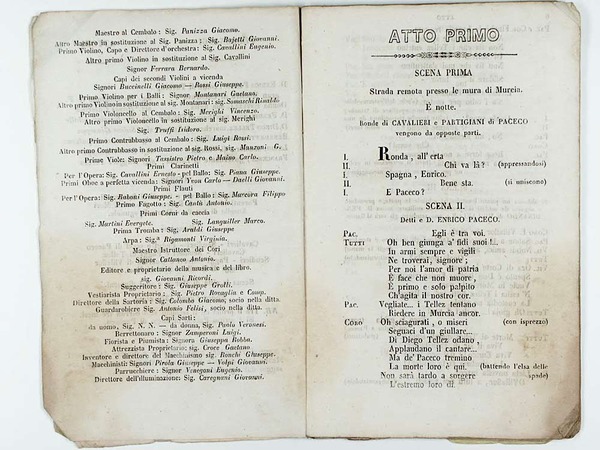 Maestro al Cembalo: Sig. Panizza Giacomo.
Altro Maestro in sostituzione al Sig. Panizza: Sig. Bajetti Giovanni.
Primo Violino, Capo e Direttore d'orchestra: Sig. Cavallini Eugenio.
Altro primo Violino in sostituzione al Sig. Cavallini
Signor Ferrara Bernardo.
Capi dei secondi Violini a vicenda
Signori Buccinelli Giacomo — Rossi Giuseppe.
Primo Violino per i Balli: Signor Montanari Gaetano.
Altro primo Violino in sostituzione al sig. Montanari: sig. Somaschi Rinaldo
Primo Violoncello al Cembalo: Sig. Merighi Vincenzo.
Altro primo Violoncello in sostituzione al sig. Merighi
Sig. Truffi Isidoro.
Primo Contrabbasso al Cembalo: Sig. Luigi Rossi.
Altro primo Contrabbasso in sostituzione al sig. Rossi, sig. Manzoni G.
Prime Viole: Signori Tassistro Pietro e Maino Carlo.
Primi Clarinetti
Per l'Opera: Sig. Cavallini Ernesto - pel Ballo: Sig. Piana Giuseppe.
Primi Oboe a perfetta vicenda: Signori Yvon Carlo — Daelli Giovanni.
Primi Flauti
Per l'Opera: Sig. Raboni Giuseppe. - pel Ballo: Sig. Marcora Filippo
Primo Fagotto: Sig. Cantù Antonio.
Primi Corni da caccia
Sig. Martini Evergete. Sig. Languiller Marco.
Prima Tromba: Sig. Araldi Giuseppe
Arpa: Sig.ª Rigamonti Virginia.
Maestro Istruttore dei Cori
Signor Cattaneo Antonio.
Editore e proprietario della musica e del libro.
sig. Giovanni Ricordi.
Suggeritore: Sig. Giuseppe Grolli.
Vestiarista Proprietario: Sig. Pietro Rovaglia e Comp.
Direttore della Sartoria: Sig. Colombo Giacomo, socio nella ditta.
Guardarobiere Sig. Antonio Felisi, socio nella ditta.
Capi Sarti:
da uomo, Sig. N. N. — da donna, Sig. Paolo Veronesi.
Berrettonaro: Signor Zamperoni Luigi.
Fiorista e Piumista: Signora Giuseppa Robba.
Attrezzista Proprietario: sig. Croce Gaetano.
Inventore e direttore del Macchinismo sig. Ronchi Giuseppe.
Macchinisti: Signori Pirola Giuseppe — Volpi Giovanni.
Parrucchiere: Signor Venegoni Eugenio.
Direttore dell'illuminazione: Sig. Caregnani Giovanni.
ATTO PRIMO
SCENA PRIMA
Strada remota presso le mura di Murcia.
È notte.
Ronde di CAVALIERI e PARTIGIANI di PACECO
vengono da opposte parti.
I. Ronda, all' erta
II. Chi va là? (appressandosi)
I. Spagna, Enrico.
II. Bene sta. (si uniscono)
I. E Paceco?
SCENA II.
Detti e D. ENRICO PACECO.
PAC. Egli è tra voi.
TUTTI Oh ben giunga a' fidi suoi!..
In armi sempre e vigili
Ne troverai, signore;
Per noi l'amor di patria
È face che non muore,
È primo e solo palpito
Ch'agita il nostro cor.
PAC. Vegliate... i Tellez tentano
Riedere in Murcia ancor.
CORO Oh sciagurati, o miseri (con isprezzo)
Seguaci d'un giullare...
Di Diego Tellez odano
Applaudano il cantare...
Ma de' Paceco tremino
La morte loro è qui. (battendo l'elsa delle
Non sarà tardo a sorgere spade)
L'estremo loro dì.